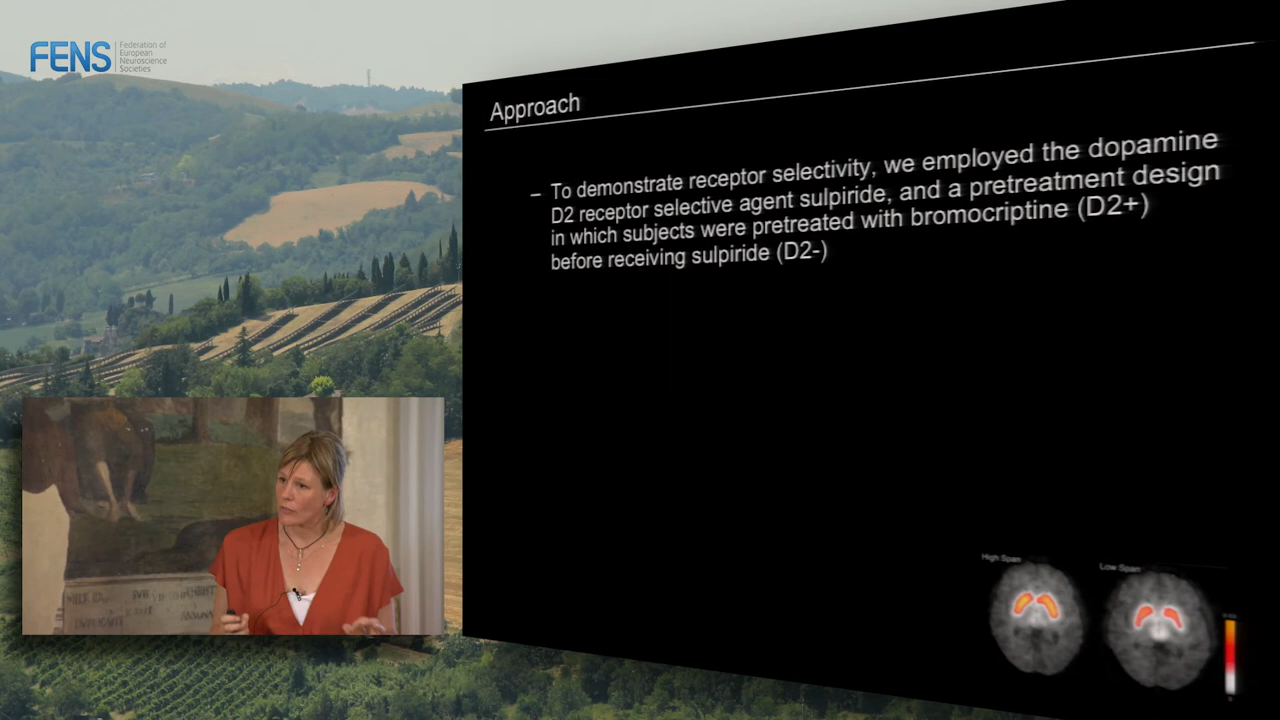 FENS
Federation of
European
Neuroscience
Societies
Approach
– To demonstrate receptor selectivity, we employed the dopamine
D2 receptor selective agent sulpiride, and a pretreatment design
in which subjects were pretreated with bromocriptine (D2+)
before receiving sulpiride (D2-)
High Span
Low Span